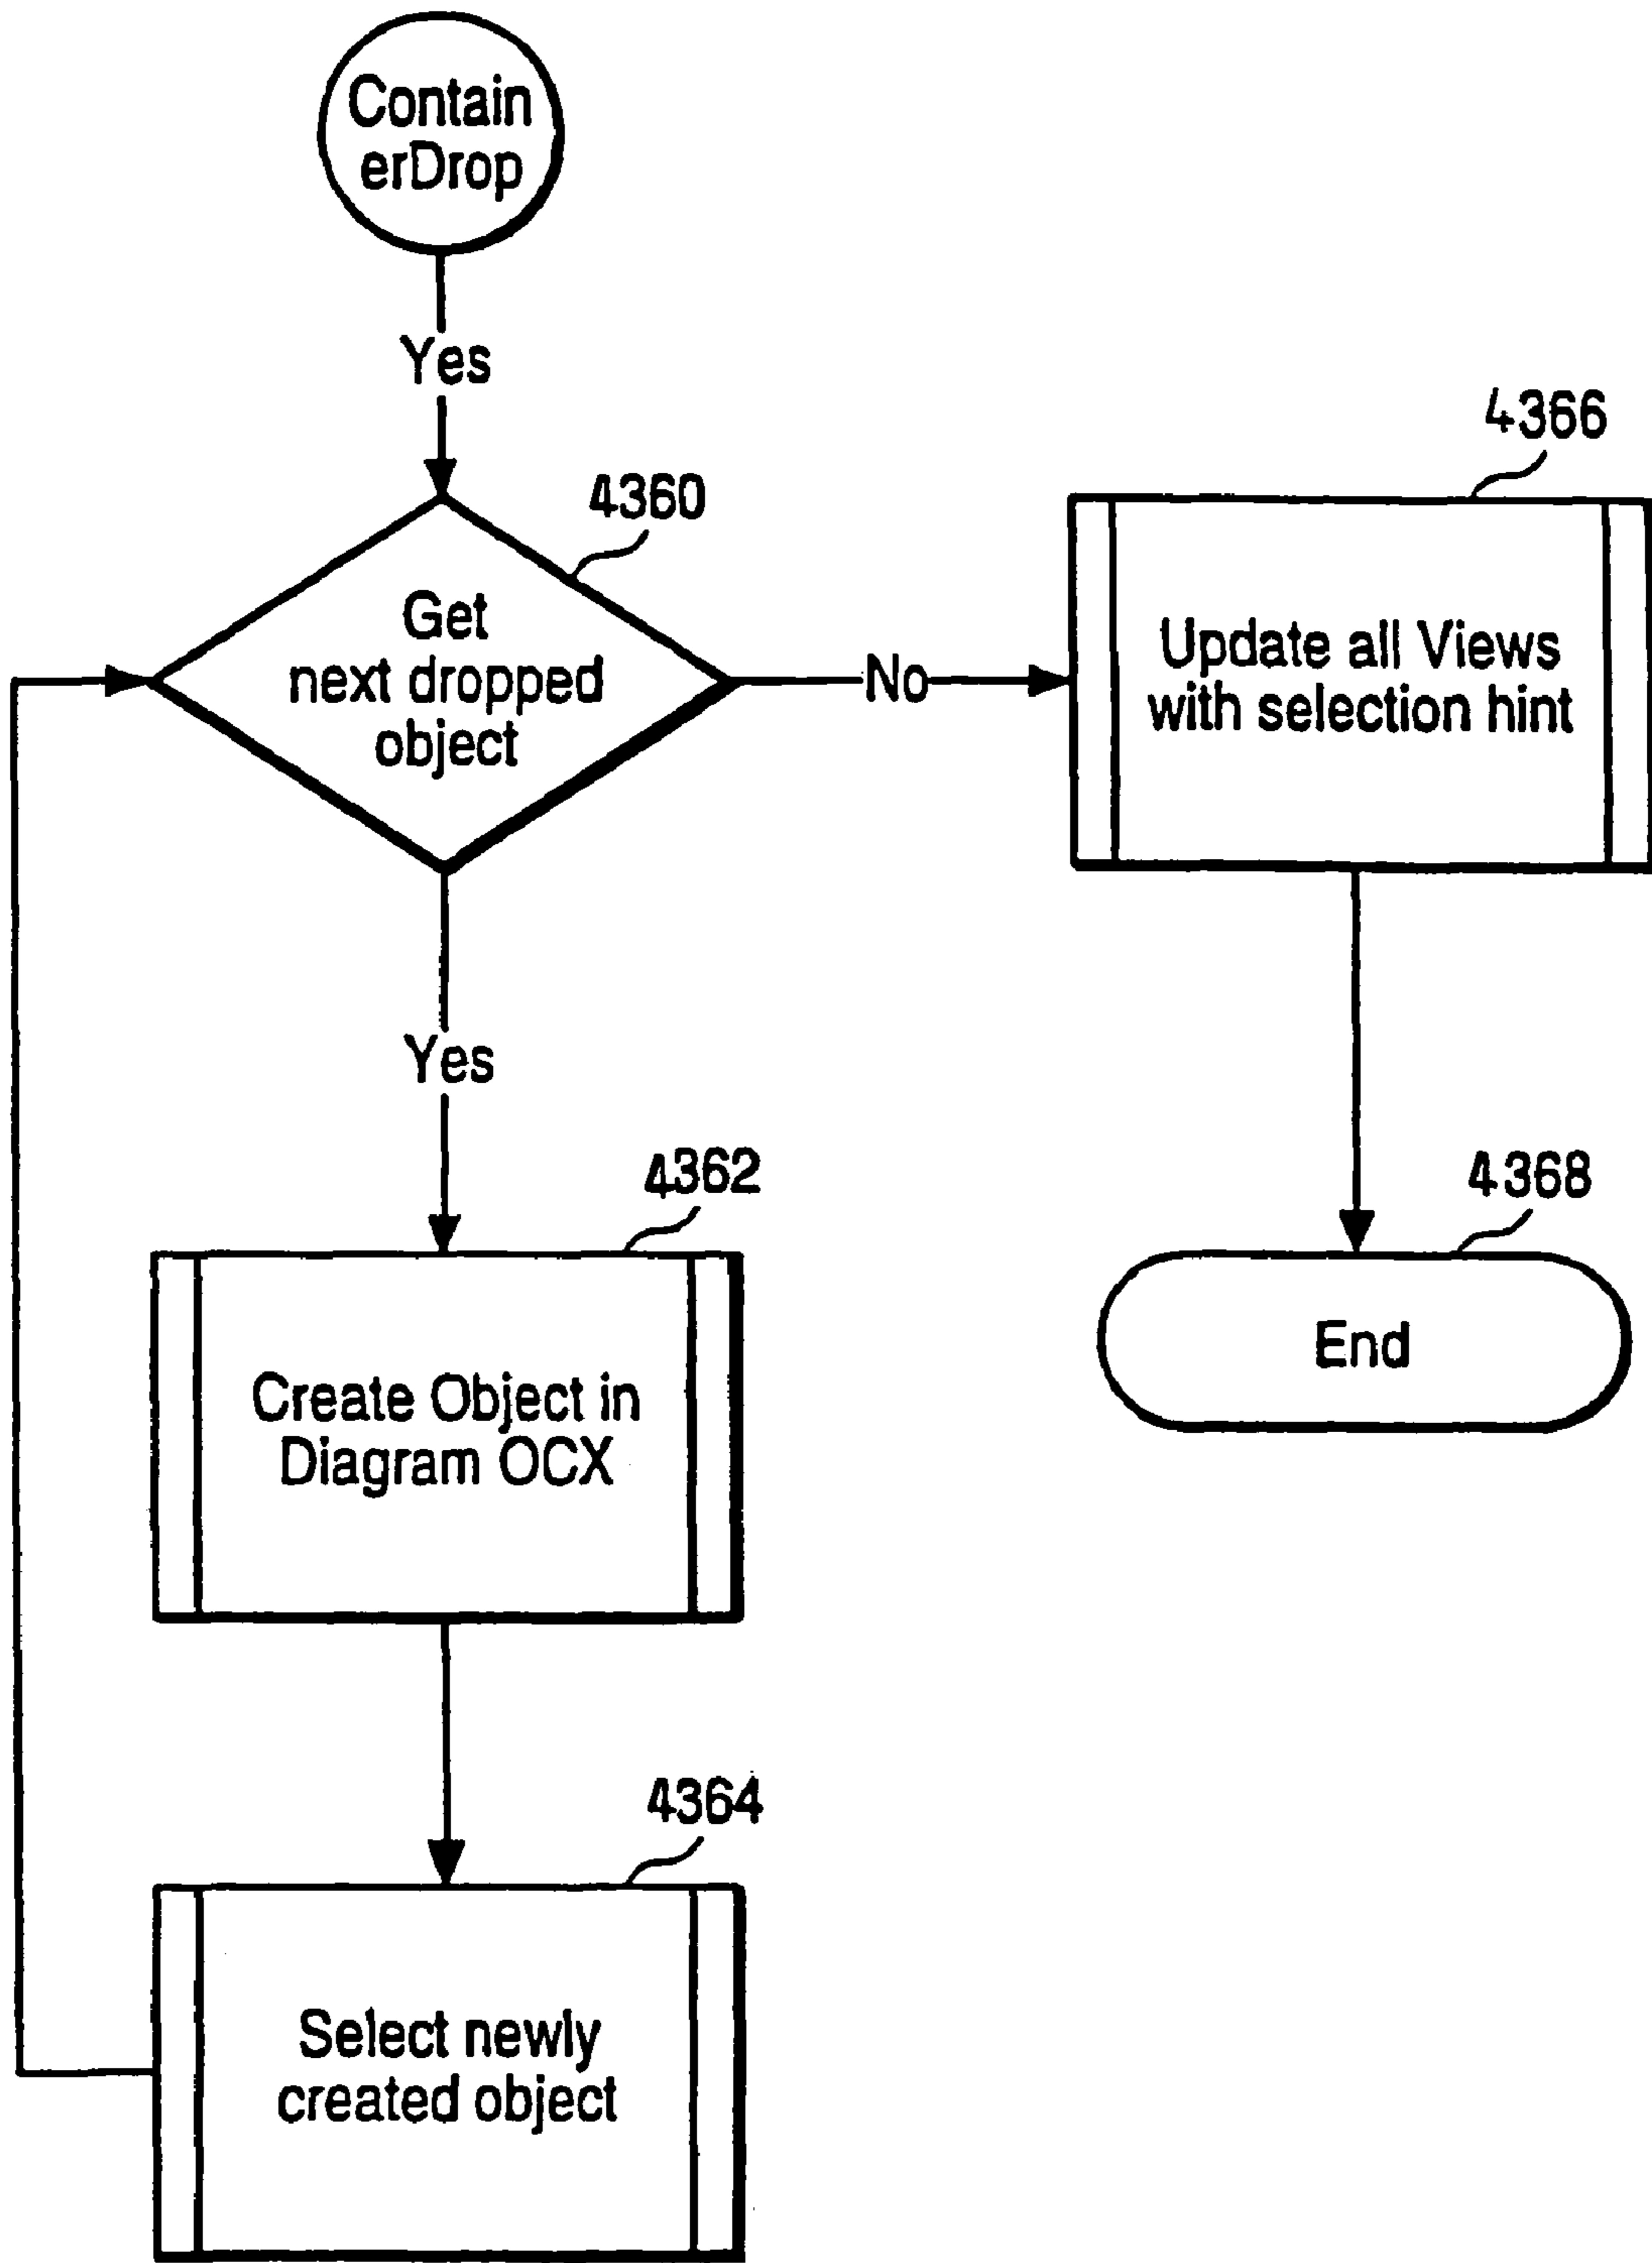 Contain
erDrop
Yes
4360
Get
next dropped
object
No
4366
Update all Views
with selection hint
Yes
4362
Create Object in
Diagram OCX
4368
End
4364
Select newly
created object